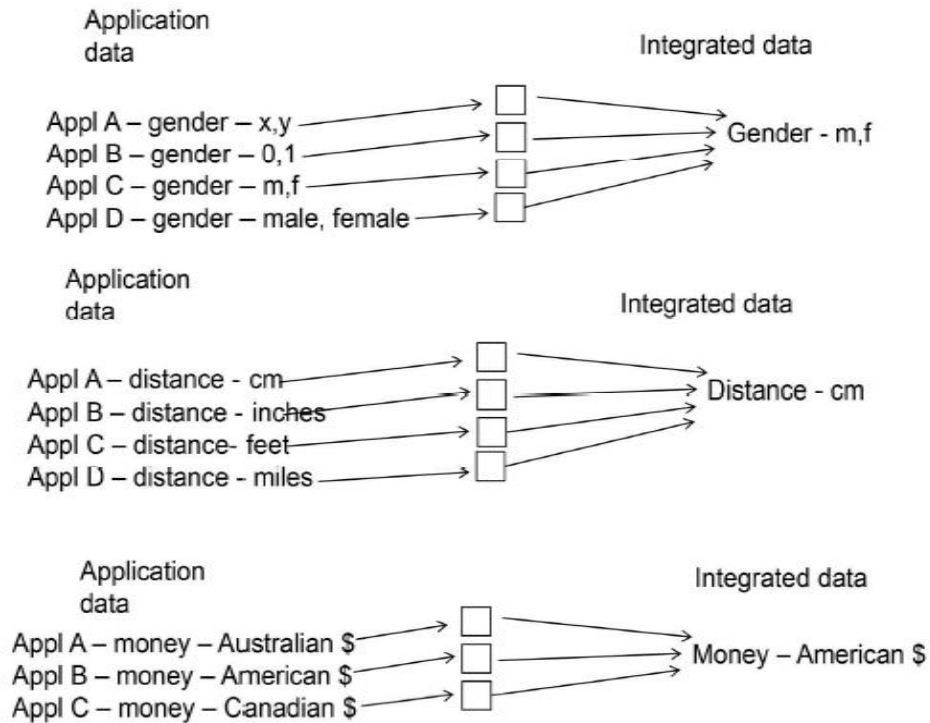 Application
data
Integrated data
Appl A – gender – x,y
Appl B – gender – 0,1
Appl C – gender – m,f
Appl D – gender – male, female
Gender - m,f
Application
data
Integrated data
Appl A – distance - cm
Appl B – distance - inches
Appl C – distance- feet
Appl D – distance - miles
Distance - cm
Application
data
Integrated data
Appl A – money – Australian $
Appl B – money – American $
Appl C – money – Canadian $
Money – American $